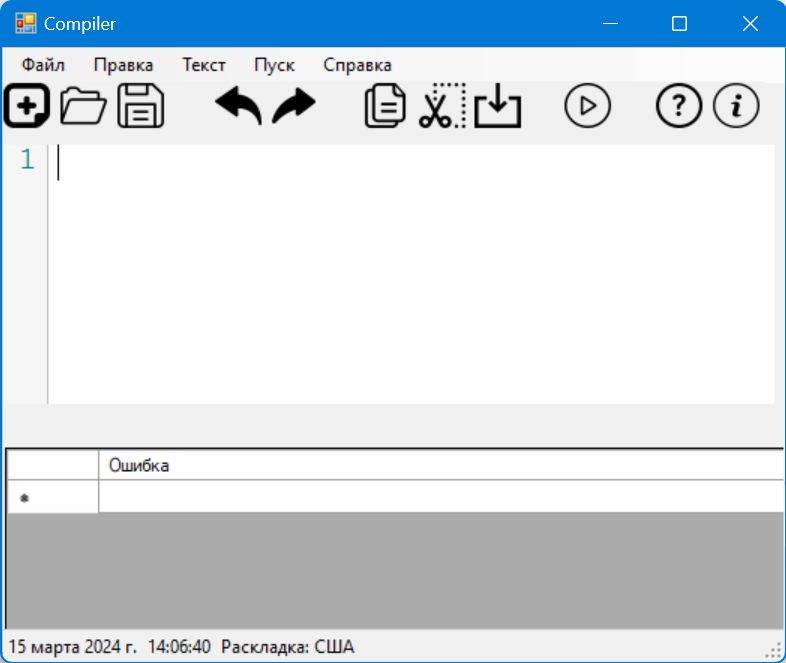 Compiler
Файл Правка Текст Пуск Справка
? i
1
Ошибка
*
15 марта 2024 г. 14:06:40 Раскладка: США